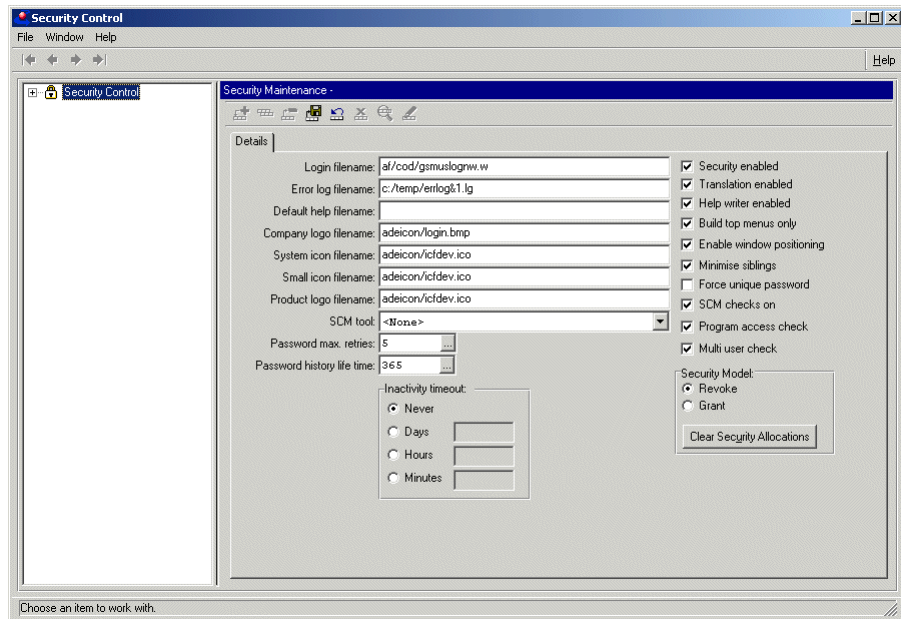 Security Control
File Window Help
Help
Security Control
Security Maintenance -
Details
Login filename: af/cod/gsmuslognw.w
Error log filename: c:/temp/errlog&1.lg
Default help filename:
Company logo filename: adeicon/login.bmp
System icon filename: adeicon/icfdev.ico
Small icon filename: adeicon/icfdev.ico
Product logo filename: adeicon/icfdev.ico
SCM tool: <None>
Password max. retries: 5 ...
Password history life time: 365 ...
Inactivity timeout:
Never
Days
Hours
Minutes
Security enabled
Translation enabled
Help writer enabled
Build top menus only
Enable window positioning
Minimise siblings
Force unique password
SCM checks on
Program access check
Multi user check
Security Model:
Revoke
Grant
Clear Security Allocations
Choose an item to work with.